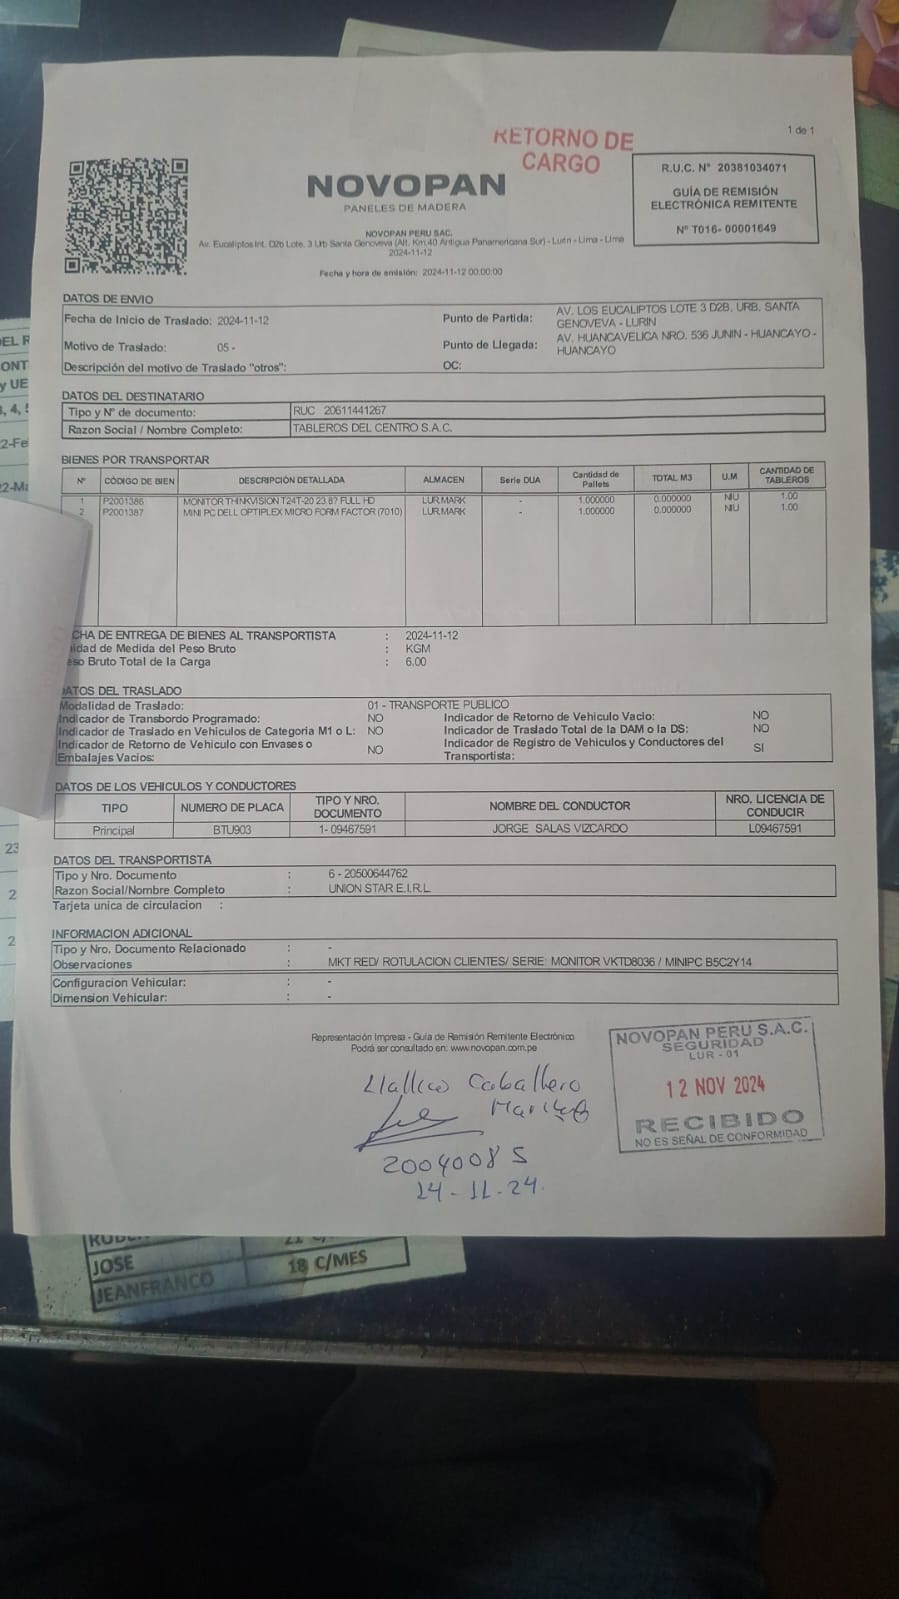 1 de 1
RETORNO DE
CARGO
R.U.C. N° 20381034071
GUÍA DE REMISIÓN
ELECTRÓNICA REMITENTE
N° T016- 00001649
NOVOPAN
PANELES DE MADERA
NOVOPAN PERU SAC.
Av. Eucaliptos Int. D2b Lote. 3 Urb Santa Genoveva (Alt. Km.40 Antigua Panamericana Sur) - Lurin - Lima - Lima
2024-11-12
Fecha y hora de emisión: 2024-11-12 00:00:00
DATOS DE ENVIO
Fecha de Inicio de Traslado: 2024-11-12
Punto de Partida: AV. LOS EUCALIPTOS LOTE 3 D2B, URB. SANTA
GENOVEVA - LURIN
Motivo de Traslado: 05 -
Punto de Llegada: AV. HUANCAVELICA NRO. 536 JUNIN - HUANCAYO -
HUANCAYO
Descripción del motivo de Traslado "otros":
OC:
DATOS DEL DESTINATARIO
Tipo y N° de documento: RUC 20611441267
Razon Social / Nombre Completo: TABLEROS DEL CENTRO S.A.C.
BIENES POR TRANSPORTAR
N° CÓDIGO DE BIEN DESCRIPCIÓN DETALLADA ALMACEN Serie DUA Cantidad de Pallets TOTAL M3 U.M CANTIDAD DE TABLEROS
1 P2001386 MONITOR THINKVISION T24T-20 23.8? FULL HD LUR.MARK - 1.000000 0.000000 NIU 1.00
2 P2001387 MINI PC DELL OPTIPLEX MICRO FORM FACTOR (7010) LUR.MARK - 1.000000 0.000000 NIU 1.00
CHA DE ENTREGA DE BIENES AL TRANSPORTISTA : 2024-11-12
idad de Medida del Peso Bruto : KGM
eso Bruto Total de la Carga : 6.00
DATOS DEL TRASLADO
Modalidad de Traslado: 01 - TRANSPORTE PUBLICO
Indicador de Transbordo Programado: NO
Indicador de Retorno de Vehiculo Vacio: NO
Indicador de Traslado en Vehículos de Categoria M1 o L: NO
Indicador de Traslado Total de la DAM o la DS: NO
Indicador de Retorno de Vehiculo con Envases o
Embalajes Vacios: NO
Indicador de Registro de Vehiculos y Conductores del
Transportista: SI
DATOS DE LOS VEHICULOS Y CONDUCTORES
TIPO NUMERO DE PLACA TIPO Y NRO. DOCUMENTO NOMBRE DEL CONDUCTOR NRO. LICENCIA DE CONDUCIR
Principal BTU903 1- 09467591 JORGE SALAS VIZCARDO L09467591
DATOS DEL TRANSPORTISTA
Tipo y Nro. Documento : 6 - 20500644762
Razon Social/Nombre Completo : UNION STAR E.I.R.L
Tarjeta unica de circulacion :
INFORMACION ADICIONAL
Tipo y Nro. Documento Relacionado : -
Observaciones : MKT RED/ ROTULACION CLIENTES/ SERIE: MONITOR VKTD8036 / MINIPC B5C2Y14
Configuracion Vehicular: : -
Dimension Vehicular: : -
Representación Impresa - Guia de Remisión Remitente Electrónico
Podrá ser consultado en: www.novopan.com.pe
NOVOPAN PERU S.A.C.
SEGURIDAD
LUR - 01
12 NOV 2024
RECIBIDO
NO ES SEÑAL DE CONFORMIDAD
Caballero
20040085
14-11-24.
JOSE 18 C/MES
JEANFRANCO